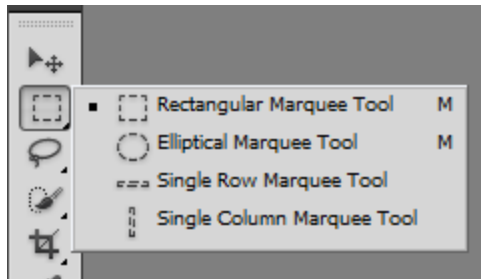 Rectangular Marquee Tool M
Elliptical Marquee Tool M
Single Row Marquee Tool
Single Column Marquee Tool